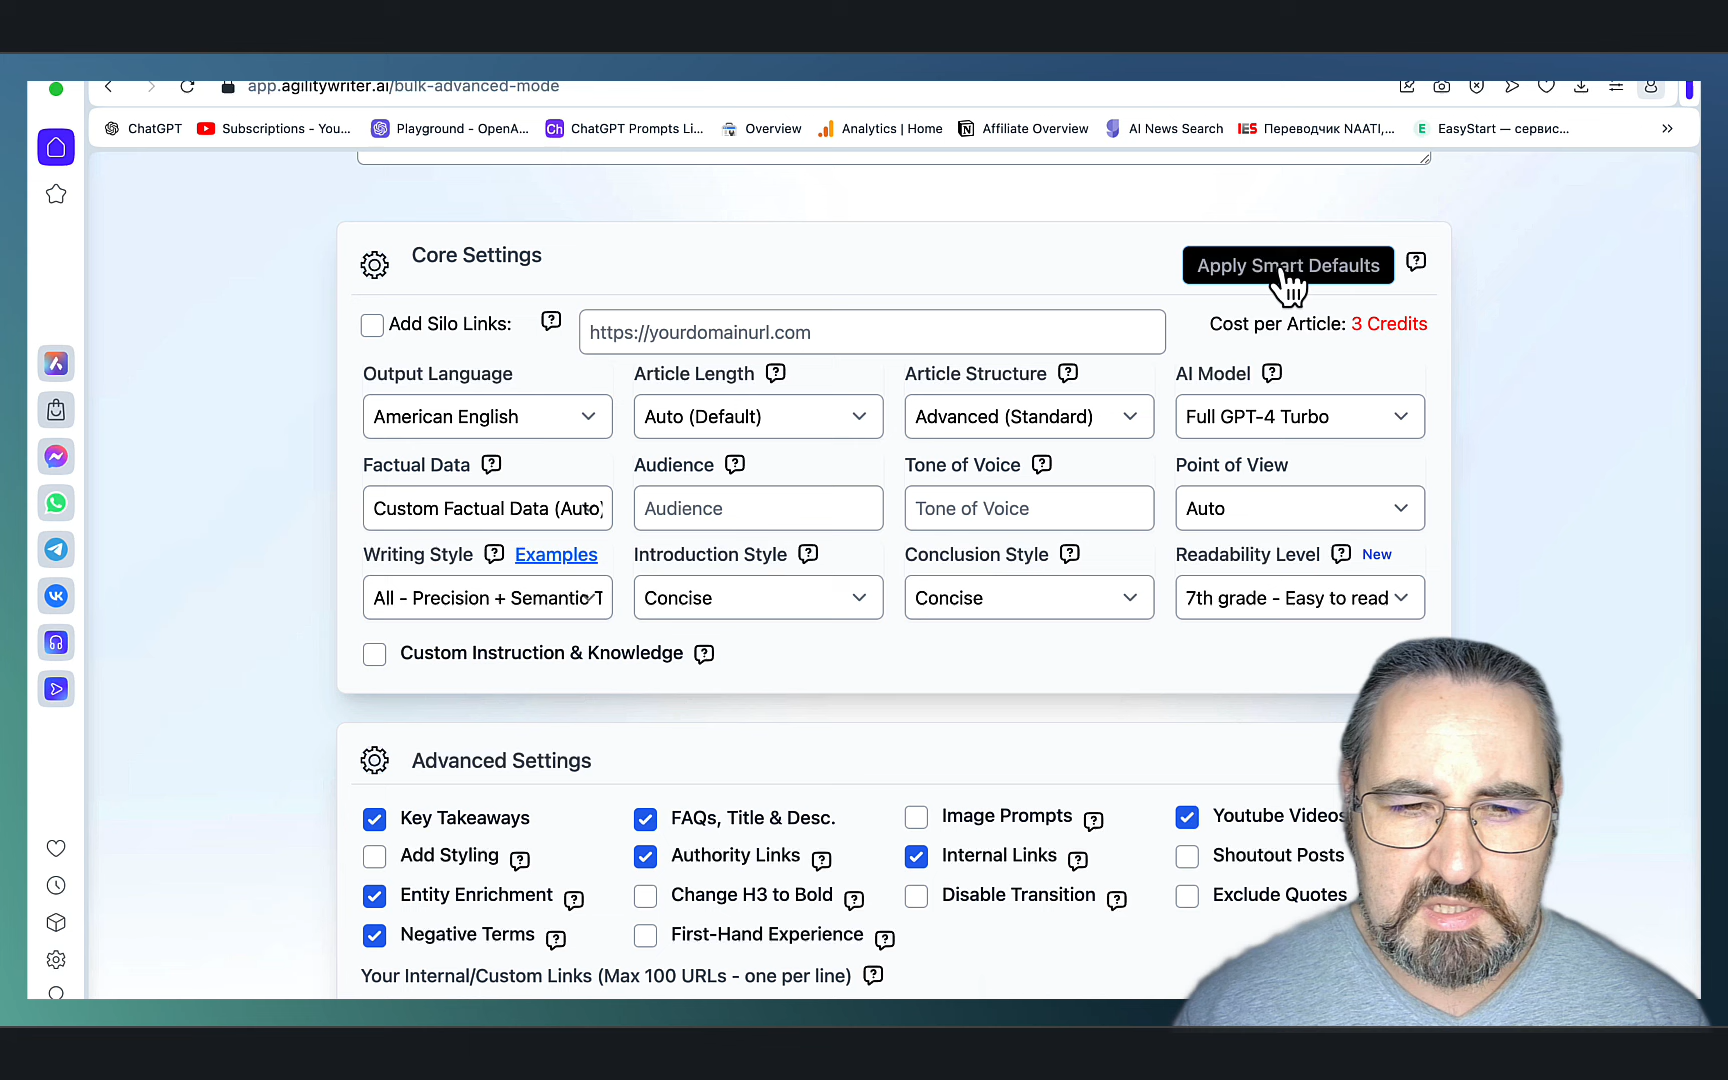 app.agilitywriter.ai/bulk-advanced-mode
ChatGPT Subscriptions - You... Playground - OpenA... Ch ChatGPT Prompts Li... Overview Analytics | Home Affiliate Overview AI News Search IES Переводчик NAATI,... E EasyStart — сервис...
Core Settings
Apply Smart Defaults
Add Silo Links: https://yourdomainurl.com Cost per Article: 3 Credits
Output Language Article Length Article Structure AI Model
American English Auto (Default) Advanced (Standard) Full GPT-4 Turbo
Factual Data Audience Tone of Voice Point of View
Custom Factual Data (Auto) Audience Tone of Voice Auto
Writing Style Examples Introduction Style Conclusion Style Readability Level New
All - Precision + Semantic T Concise Concise 7th grade - Easy to read
Custom Instruction & Knowledge
Advanced Settings
Key Takeaways FAQs, Title & Desc. Image Prompts Youtube Videos
Add Styling Authority Links Internal Links Shoutout Posts
Entity Enrichment Change H3 to Bold Disable Transition Exclude Quotes
Negative Terms First-Hand Experience
Your Internal/Custom Links (Max 100 URLs - one per line)